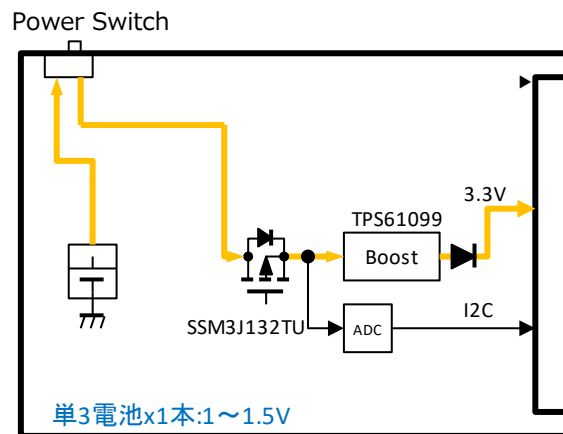 Power Switch
3.3V
TPS61099
Boost
SSM3J132TU
ADC
I2C
単3電池x1本:1～1.5V